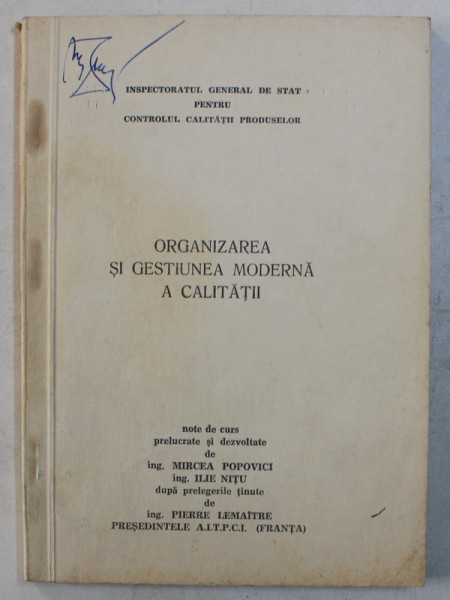 INSPECTORATUL GENERAL DE STAT
PENTRU
CONTROLUL CALITĂȚII PRODUSELOR
ORGANIZAREA
ȘI GESTIUNEA MODERNĂ
A CALITĂȚII
note de curs
prelucrate și dezvoltate
de
ing. MIRCEA POPOVICI
ing. ILIE NIȚU
după prelegerile ținute
de
ing. PIERRE LEMAÎTRE
PREȘEDINTELE A.I.T.P.C.I. (FRANȚA)